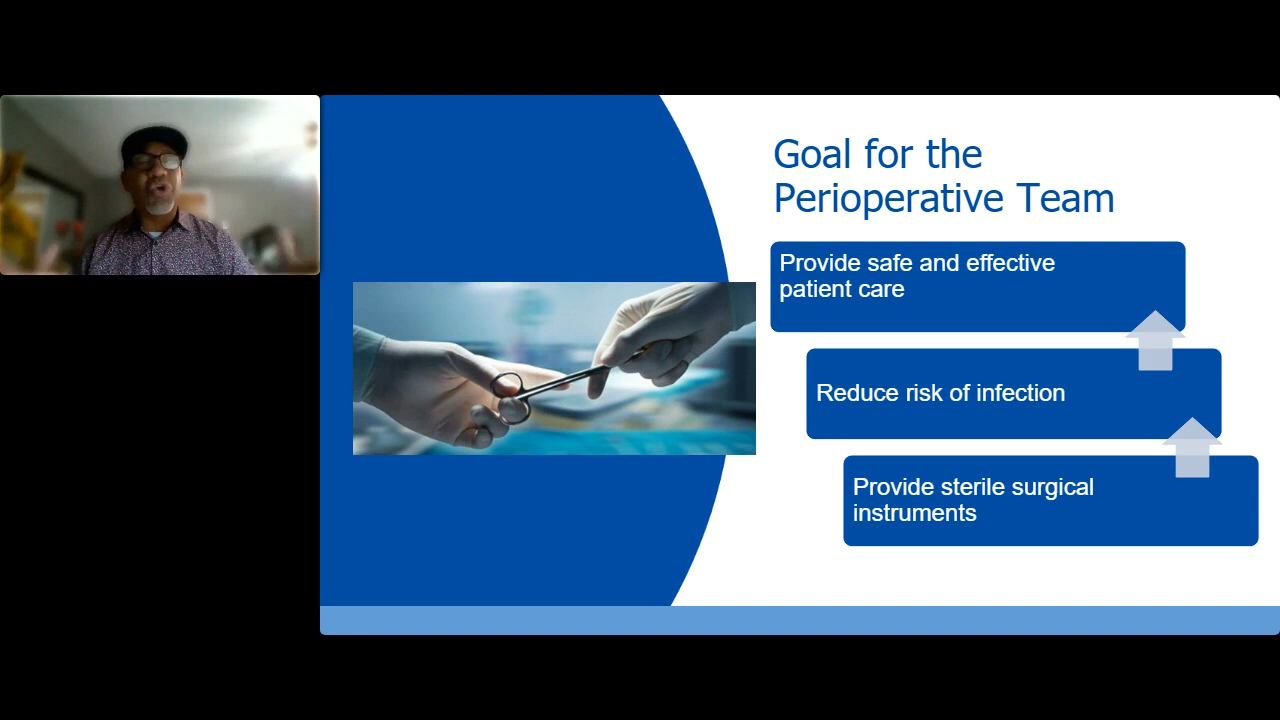 Goal for the
Perioperative Team
Provide safe and effective
patient care
Reduce risk of infection
Provide sterile surgical
instruments